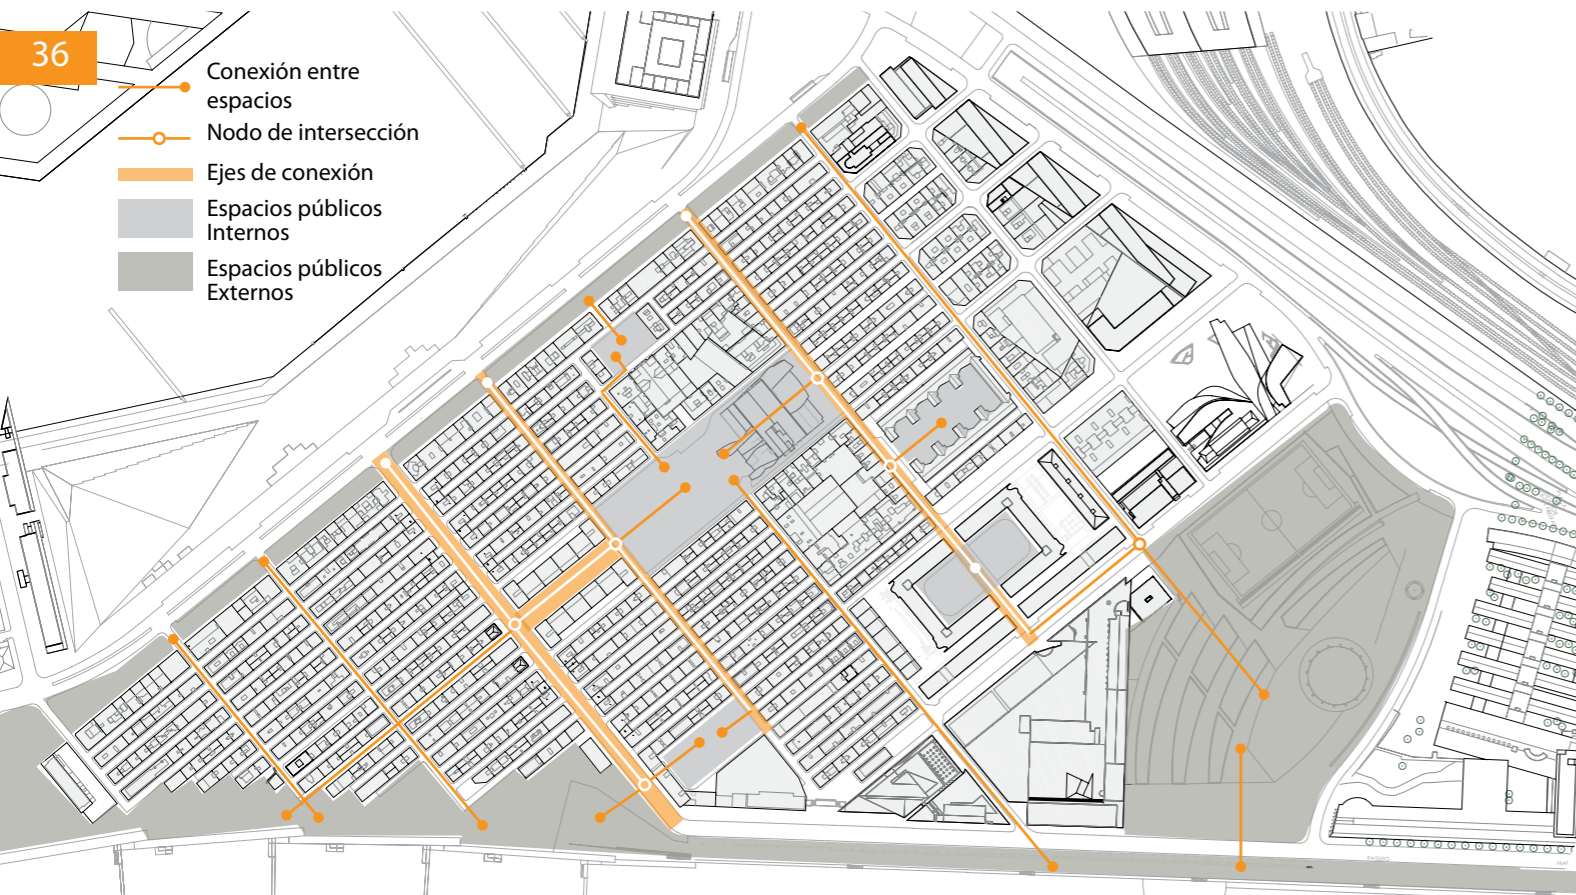 36
Conexión entre
espacios
Nodo de intersección
Ejes de conexión
Espacios públicos
Internos
Espacios públicos
Externos